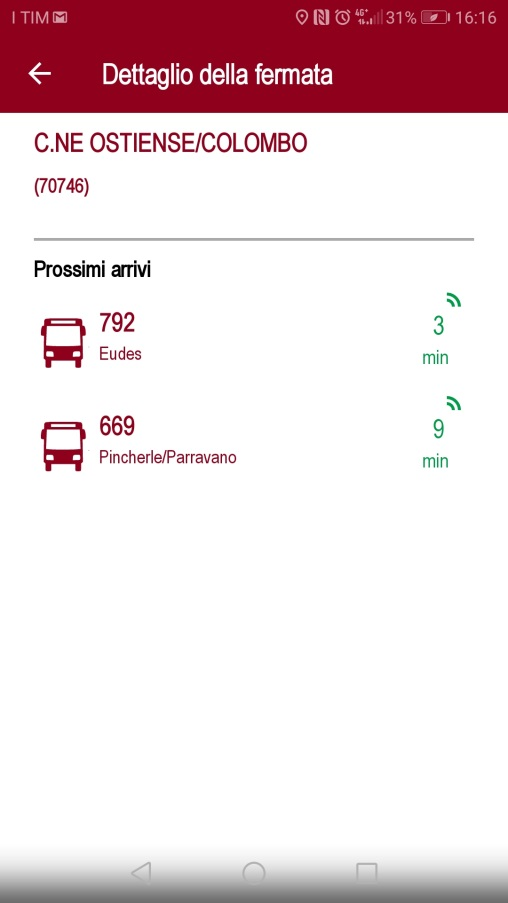 I TIM 4G+ 31% 16:16
Dettaglio della fermata
C.NE OSTIENSE/COLOMBO
(70746)
Prossimi arrivi
792
3
Eudes
min
669
9
Pincherle/Parravano
min